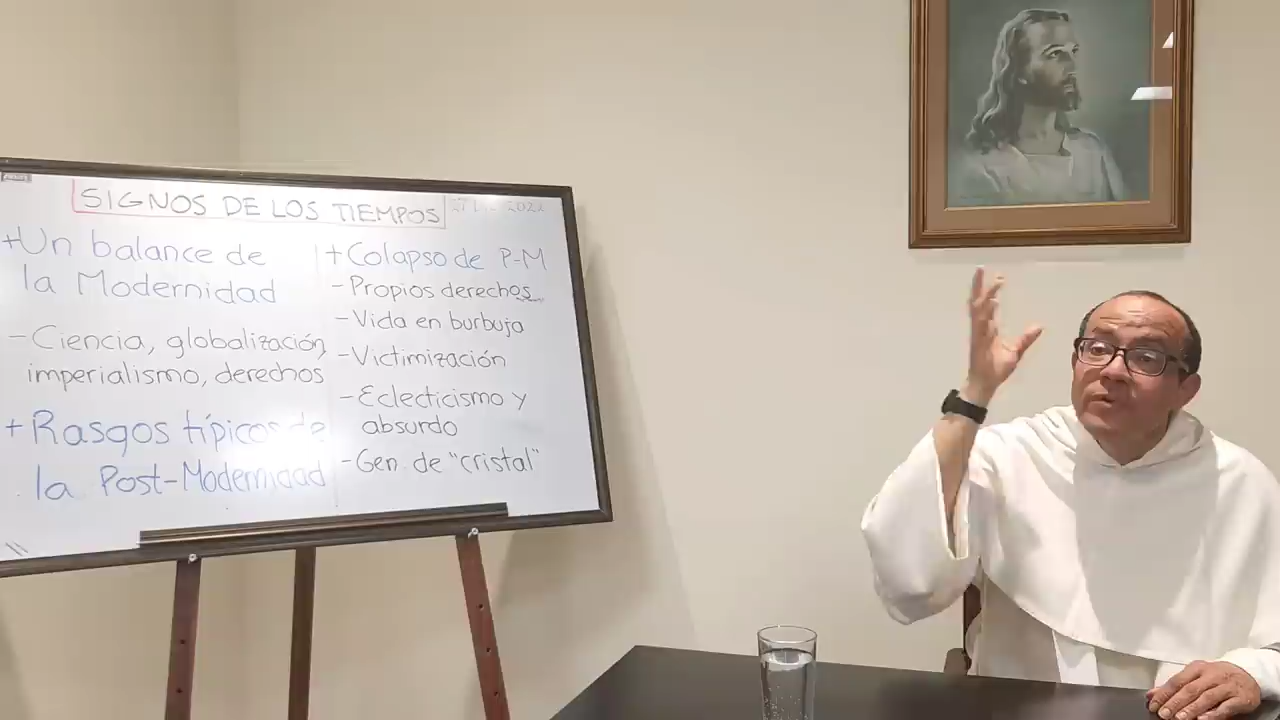 SIGNOS DE LOS TIEMPOS
2022
+Un balance de
la Modernidad
-Ciencia, globalización,
imperialismo, derechos
+Rasgos típicos de
la Post-Modernidad
+Colapso de P-M
-Propios derechos
-Vida en burbuja
-Victimización
-Eclecticismo y
absurdo
-Gen. de "cristal"